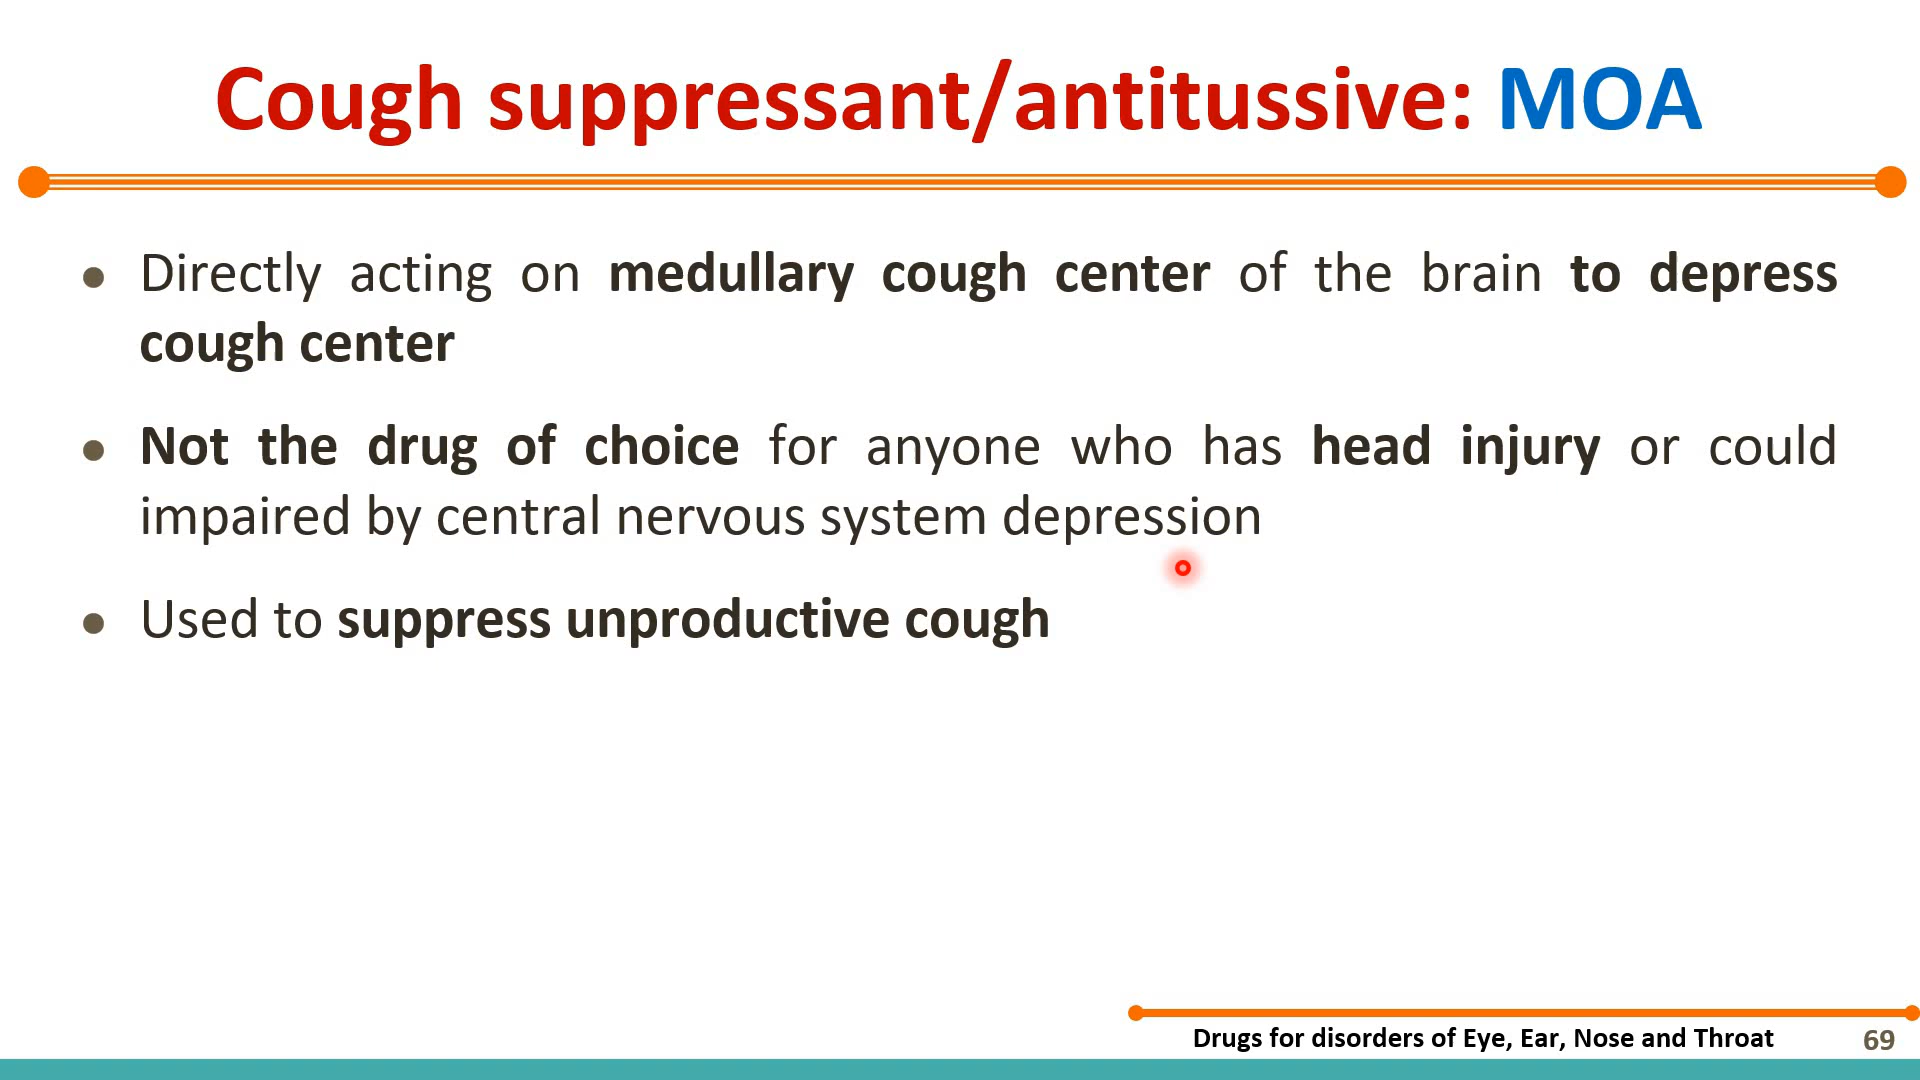 Cough suppressant/antitussive: MOA
● Directly acting on medullary cough center of the brain to depress
cough center
● Not the drug of choice for anyone who has head injury or could
impaired by central nervous system depression
● Used to suppress unproductive cough
Drugs for disorders of Eye, Ear, Nose and Throat 69